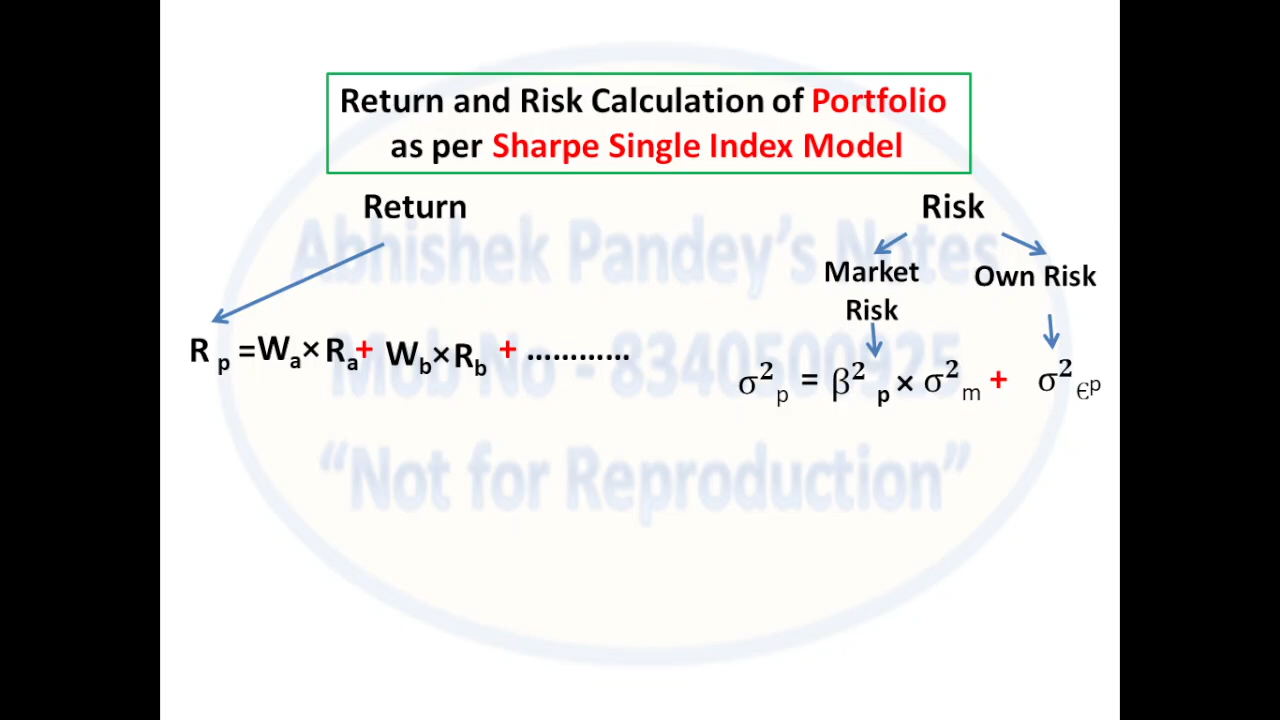 Return and Risk Calculation of Portfolio
as per Sharpe Single Index Model
Return
Risk
Market
Risk
Own Risk
R p =Wa×Ra+ Wb×Rb + ............
σ²p = β²p × σ²m + σ²ϵp
Abhishek Pandey's Notes
Mob No - 8340500925
“Not for Reproduction”